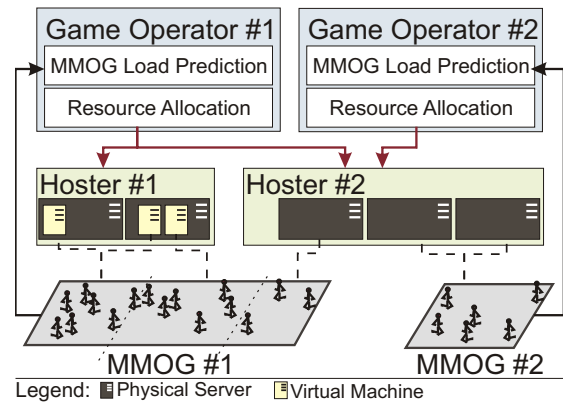 Game Operator #1
MMOG Load Prediction
Resource Allocation
Game Operator #2
MMOG Load Prediction
Resource Allocation
Hoster #1
Hoster #2
MMOG #1
MMOG #2
Legend: Physical Server Virtual Machine